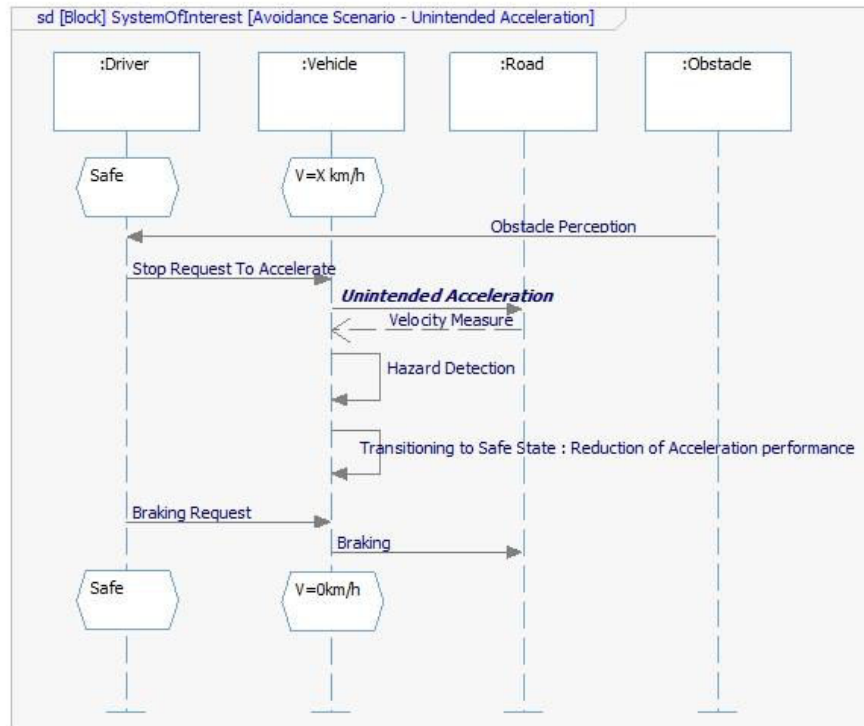 sd [Block] SystemOfInterest [Avoidance Scenario - Unintended Acceleration]
:Driver
:Vehicle
:Road
:Obstacle
Safe
V=X km/h
Obstacle Perception
Stop Request To Accelerate
Unintended Acceleration
Velocity Measure
Hazard Detection
Transitioning to Safe State : Reduction of Acceleration performance
Braking Request
Braking
Safe
V=0km/h